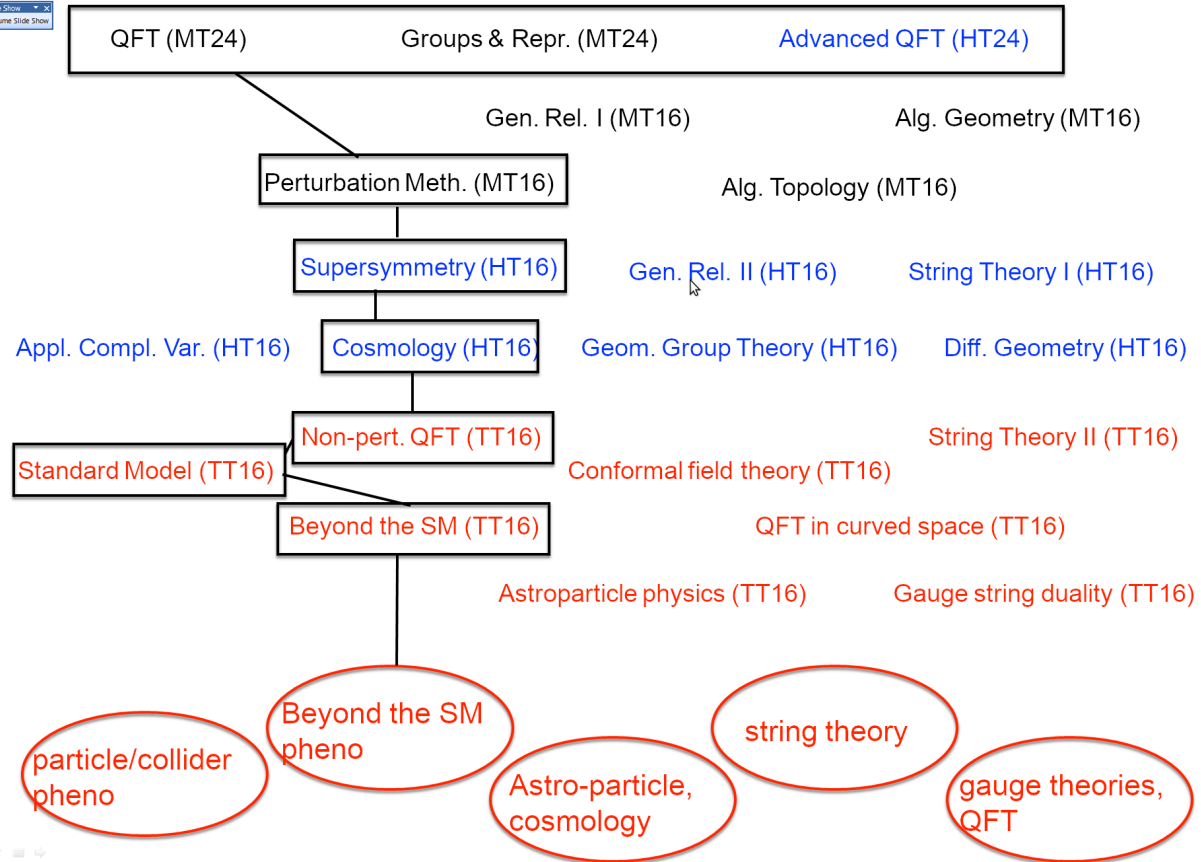 e Show
ume Slide Show
QFT (MT24) Groups & Repr. (MT24) Advanced QFT (HT24)
Gen. Rel. I (MT16) Alg. Geometry (MT16)
Perturbation Meth. (MT16) Alg. Topology (MT16)
Supersymmetry (HT16) Gen. Rel. II (HT16) String Theory I (HT16)
Appl. Compl. Var. (HT16) Cosmology (HT16) Geom. Group Theory (HT16) Diff. Geometry (HT16)
Non-pert. QFT (TT16) String Theory II (TT16)
Standard Model (TT16) Conformal field theory (TT16)
Beyond the SM (TT16) QFT in curved space (TT16)
Astroparticle physics (TT16) Gauge string duality (TT16)
particle/collider
pheno
Beyond the SM
pheno
Astro-particle,
cosmology
string theory
gauge theories,
QFT